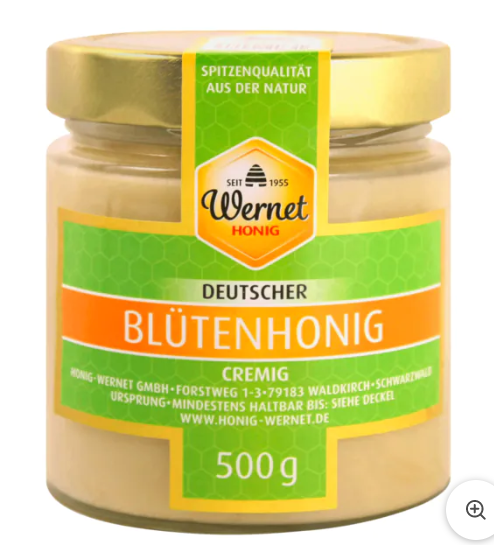 SPITZENQUALITÄT
AUS DER NATUR
SEIT 1955
Wernet
HONIG
DEUTSCHER
BLÜTENHONIG
CREMIG
HONIG-WERNET GMBH•FORSTWEG 1-3•79183 WALDKIRCH•SCHWARZWALD
URSPRUNG•MINDESTENS HALTBAR BIS: SIEHE DECKEL
WWW.HONIG-WERNET.DE
500g